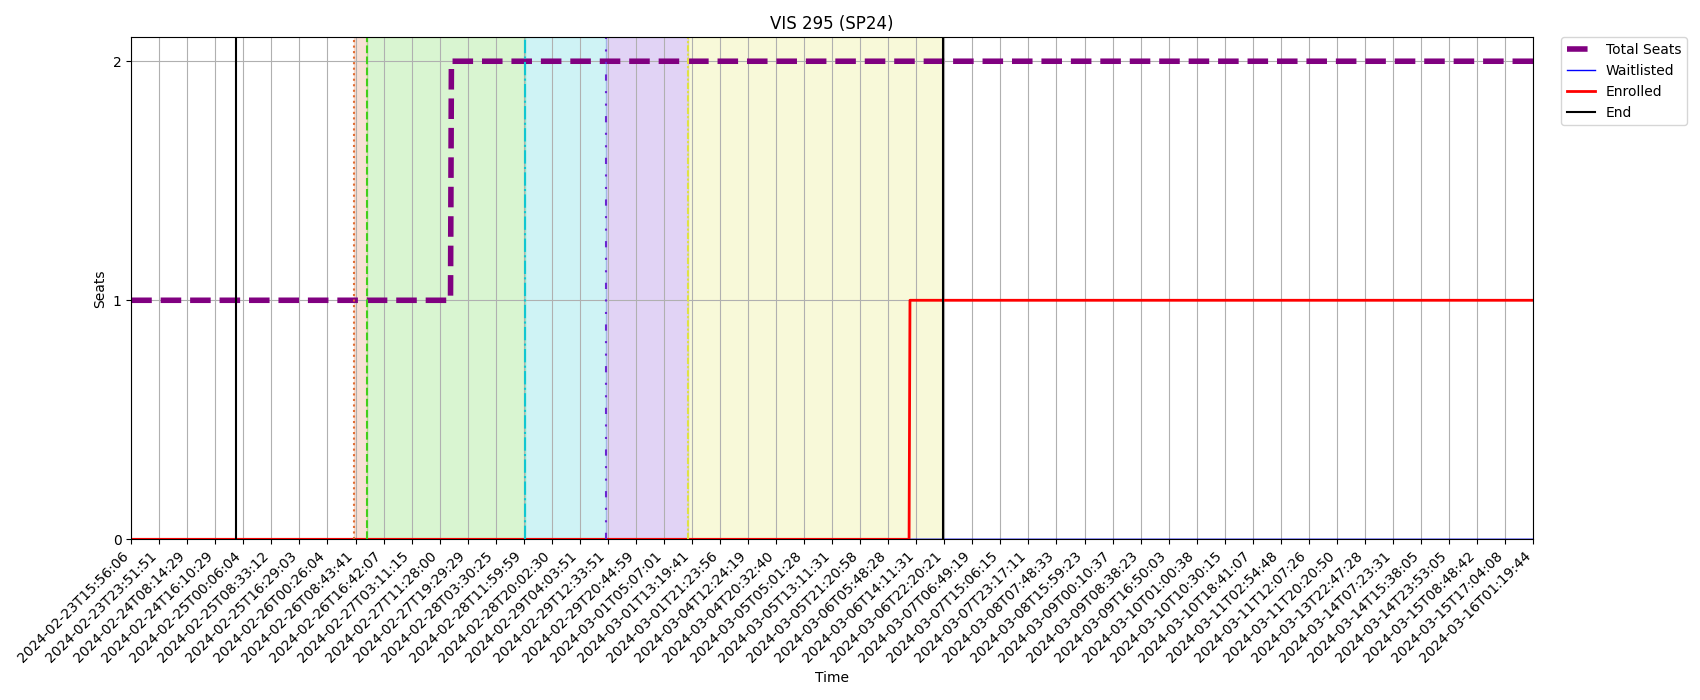 VIS 295 (SP24)
Total Seats
Waitlisted
Enrolled
End
Seats
2
1
0
2024-02-23T15:56:06
2024-02-23T23:51:51
2024-02-24T08:14:29
2024-02-24T16:10:29
2024-02-25T00:06:04
2024-02-25T08:33:12
2024-02-25T16:29:03
2024-02-26T00:26:04
2024-02-26T08:43:41
2024-02-26T16:42:07
2024-02-27T03:11:15
2024-02-27T11:28:00
2024-02-27T19:29:29
2024-02-28T03:30:25
2024-02-28T11:59:59
2024-02-28T20:02:30
2024-02-29T04:03:51
2024-02-29T12:33:51
2024-02-29T20:44:59
2024-03-01T05:07:01
2024-03-01T13:19:41
2024-03-01T21:23:56
2024-03-04T12:24:19
2024-03-04T20:32:40
2024-03-05T05:01:28
2024-03-05T13:11:31
2024-03-05T21:20:58
2024-03-06T05:48:28
2024-03-06T14:11:31
2024-03-06T22:20:21
2024-03-07T06:49:19
2024-03-07T15:06:15
2024-03-07T23:17:11
2024-03-08T07:48:33
2024-03-08T15:59:23
2024-03-09T00:10:37
2024-03-09T08:38:23
2024-03-09T16:50:03
2024-03-10T01:00:38
2024-03-10T10:30:15
2024-03-10T18:41:07
2024-03-11T02:54:48
2024-03-11T12:07:26
2024-03-11T20:20:50
2024-03-13T22:47:28
2024-03-14T07:23:31
2024-03-14T15:38:05
2024-03-14T23:53:05
2024-03-15T08:48:42
2024-03-15T17:04:08
2024-03-16T01:19:44
Time